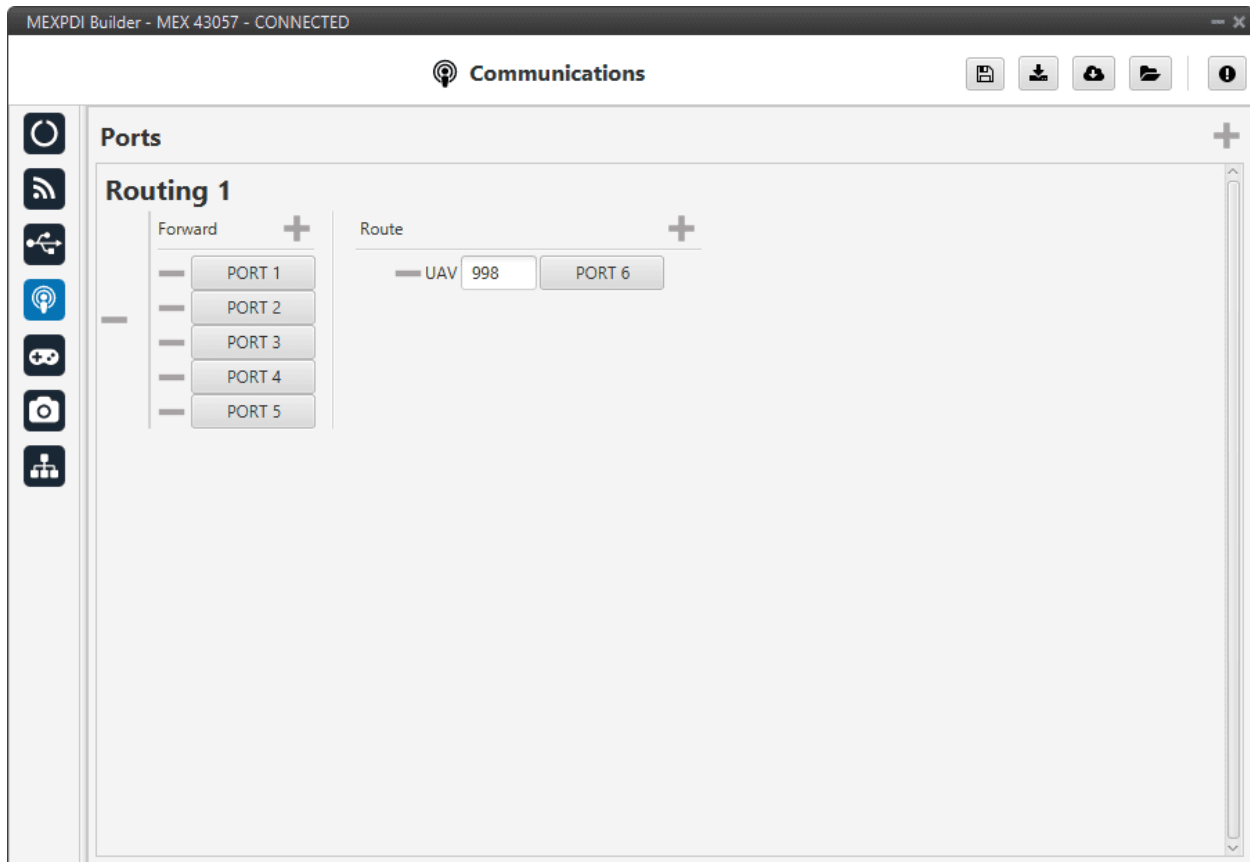 MEXPDI Builder - MEX 43057 - CONNECTED
Communications
Ports
Routing 1
Forward
Route
PORT 1
UAV 998 PORT 6
PORT 2
PORT 3
PORT 4
PORT 5